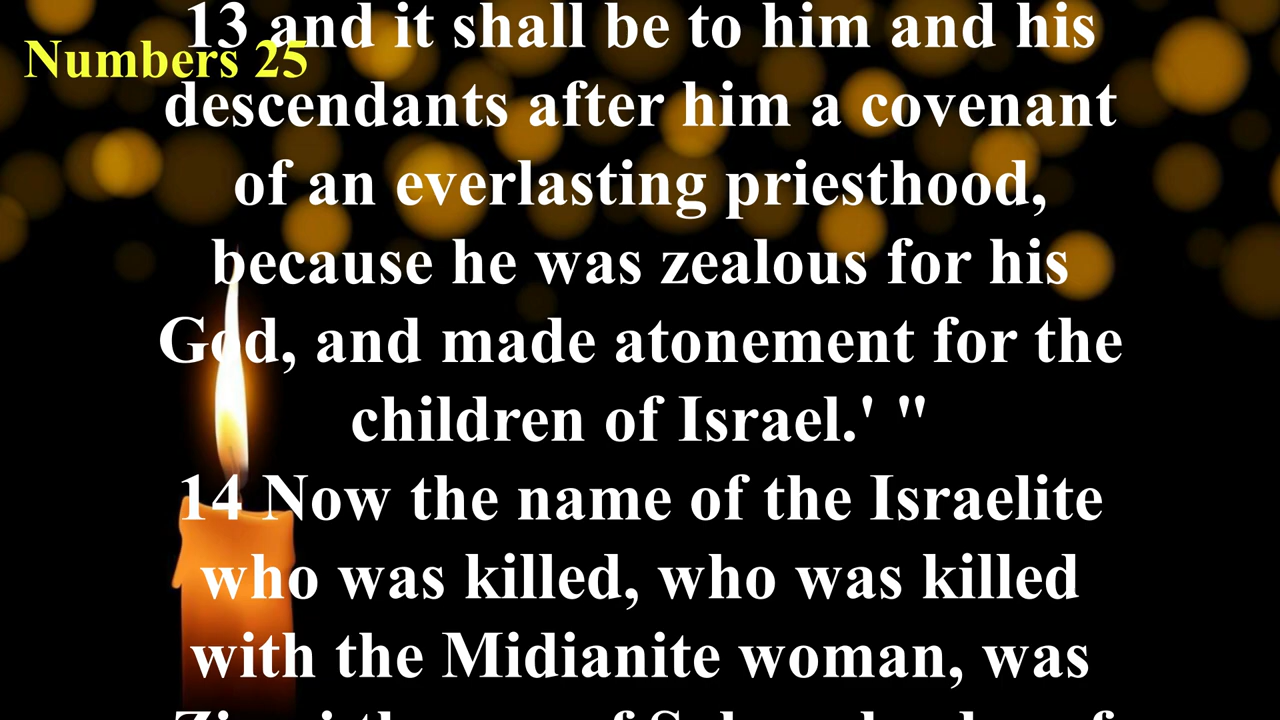 Numbers 25
13 and it shall be to him and his
descendants after him a covenant
of an everlasting priesthood,
because he was zealous for his
God, and made atonement for the
children of Israel.' "
14 Now the name of the Israelite
who was killed, who was killed
with the Midianite woman, was